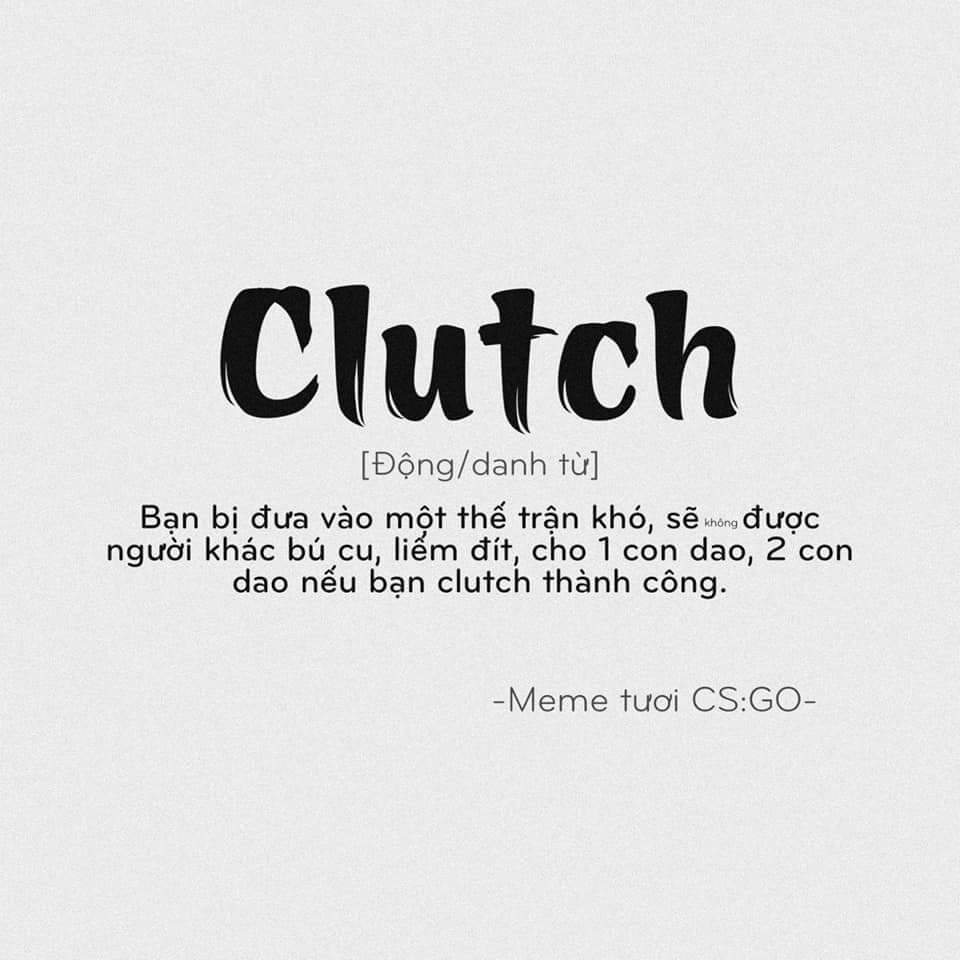 Clutch
[Động/danh từ]
Bạn bị đưa vào một thế trận khó, sẽ không được
người khác bú cu, liếm đít, cho 1 con dao, 2 con
dao nếu bạn clutch thành công.
-Meme tươi CS:GO-